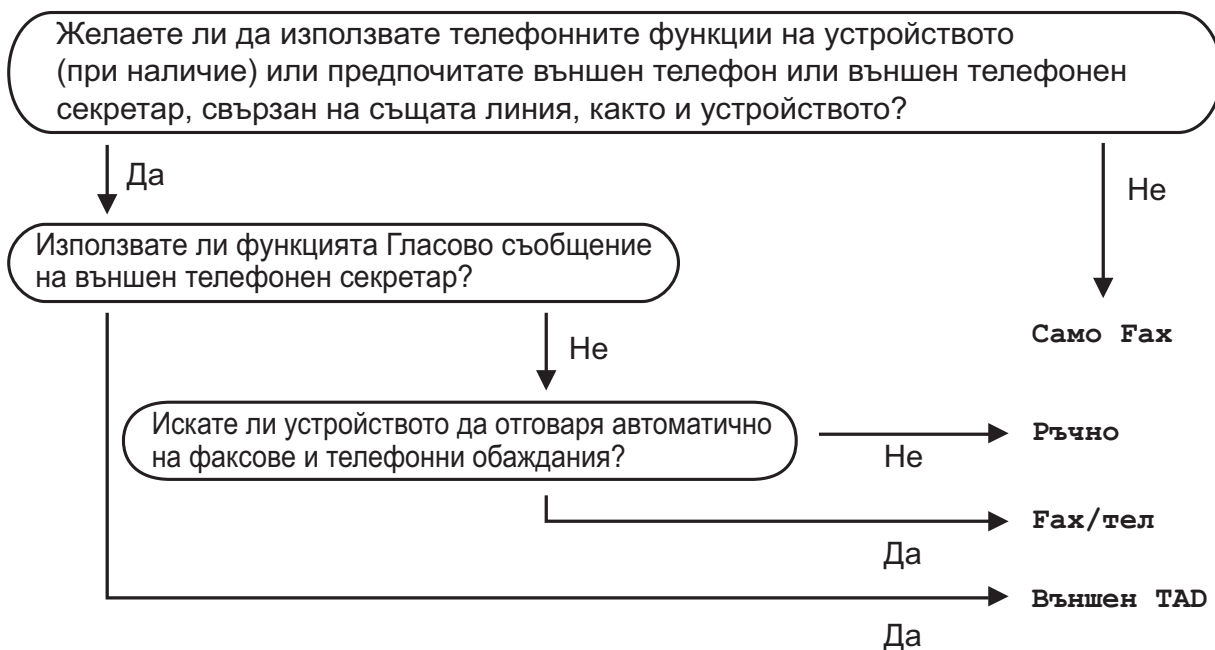 Желаете ли да използвате телефонните функции на устройството
(при наличие) или предпочитате външен телефон или външен телефонен
секретар, свързан на същата линия, както и устройството?
Да
Не
Използвате ли функцията Гласово съобщение
на външен телефонен секретар?
Само Fax
Не
Искате ли устройството да отговаря автоматично
на факсове и телефонни обаждания?
Не
Ръчно
Да
Fax/тел
Да
Външен TAD